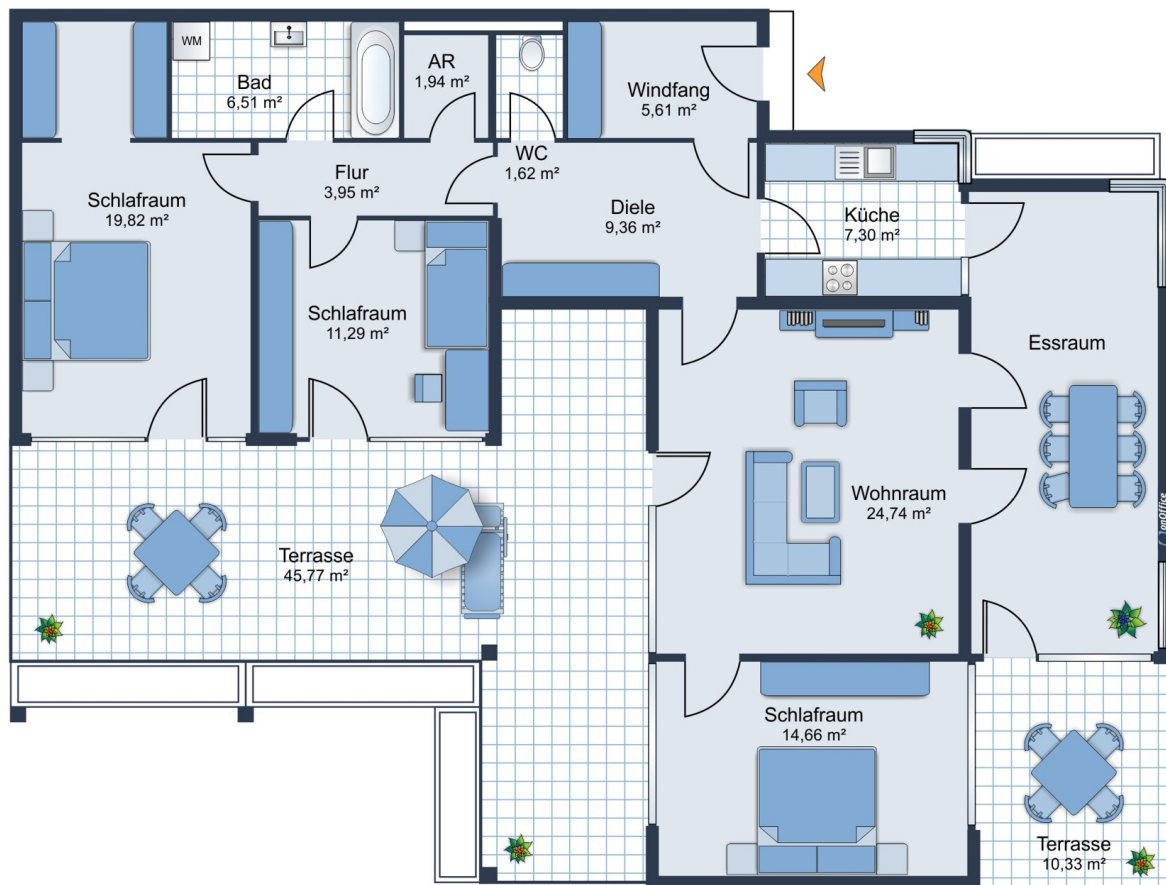 WM
Bad
6,51 m²
AR
1,94 m²
Windfang
5,61 m²
WC
1,62 m²
Flur
3,95 m²
Schlafraum
19,82 m²
Diele
9,36 m²
Küche
7,30 m²
Schlafraum
11,29 m²
Essraum
Wohnraum
24,74 m²
Terrasse
45,77 m²
Schlafraum
14,66 m²
Terrasse
10,33 m²